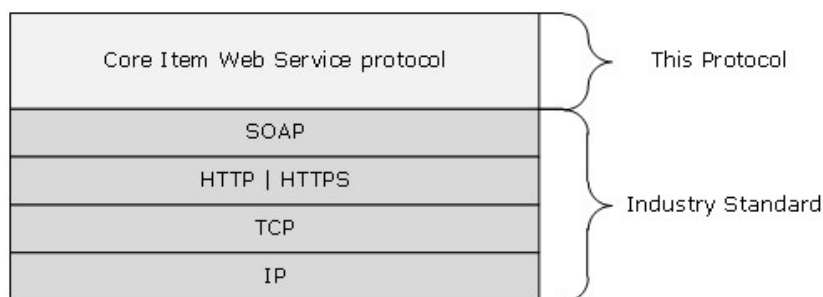 Core Item Web Service protocol
This Protocol
SOAP
HTTP | HTTPS
Industry Standard
TCP
IP